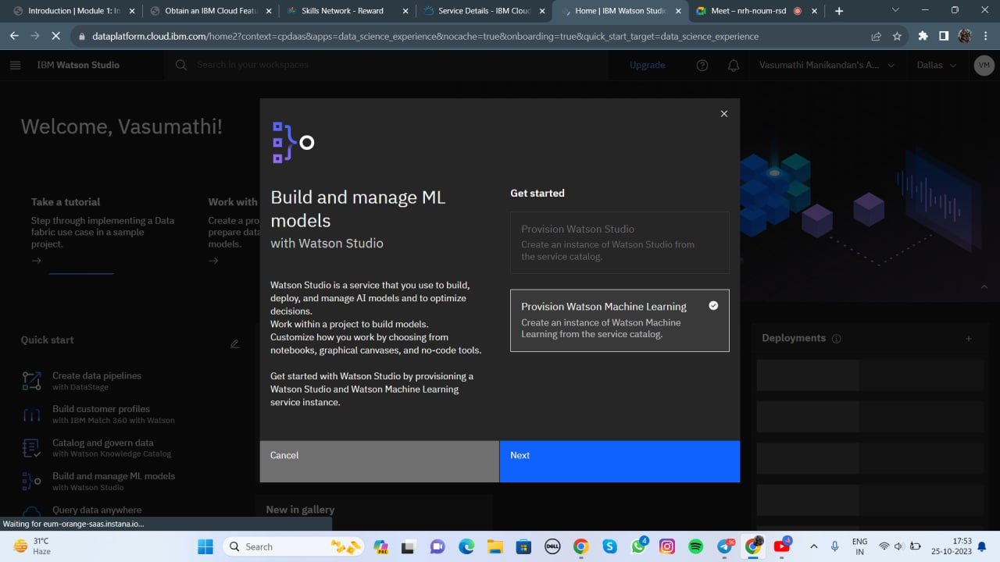 Introduction | Module 1: In
Obtain an IBM Cloud Featu
Skills Network - Reward
Service Details - IBM Cloud
Home | IBM Watson Studio
Meet – nrh-noum-rsd
dataplatform.cloud.ibm.com/home2?context=cpdaas&apps=data_science_experience&nocache=true&onboarding=true&quick_start_target=data_science_experience
IBM Watson Studio
Search in your workspaces
Upgrade
Vasumathi Manikandan's A...
Dallas
VM
Welcome, Vasumathi!
Take a tutorial
Step through implementing a Data
fabric use case in a sample
project.
Work with
Create a pro
prepare data
models.
Build and manage ML
models
with Watson Studio
Watson Studio is a service that you use to build,
deploy, and manage AI models and to optimize
decisions.
Work within a project to build models.
Customize how you work by choosing from
notebooks, graphical canvases, and no-code tools.
Get started with Watson Studio by provisioning a
Watson Studio and Watson Machine Learning
service instance.
Get started
Provision Watson Studio
Create an instance of Watson Studio from
the service catalog.
Provision Watson Machine Learning
Create an instance of Watson Machine
Learning from the service catalog.
Cancel
Next
Quick start
Create data pipelines
with DataStage
Build customer profiles
with IBM Match 360 with Watson
Catalog and govern data
with Watson Knowledge Catalog
Build and manage ML models
with Watson Studio
Query data anywhere
New in gallery
Deployments
Waiting for eum-orange-saas.instana.io...
31°C
Haze
Search
PRE
DELL
4
ENG
IN
17:53
25-10-2023